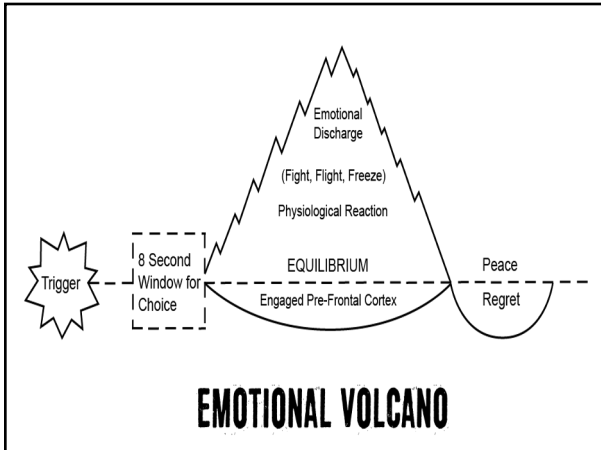 Emotional
Discharge
(Fight, Flight, Freeze)
Physiological Reaction
Trigger
8 Second
Window for
Choice
EQUILIBRIUM
Engaged Pre-Frontal Cortex
Peace
Regret
EMOTIONAL VOLCANO